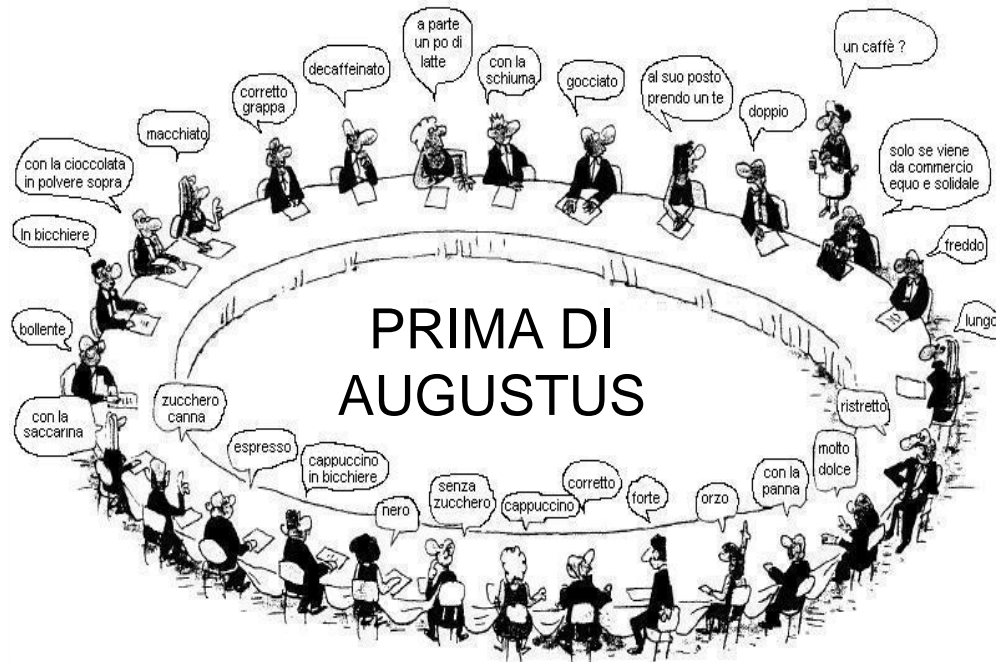 a parte
un po di
latte
un caffè ?
decaffeinato
con la
schiuma
gocciato
al suo posto
prendo un te
corretto
grappa
doppio
macchiato
solo se viene
da commercio
equo e solidale
con la cioccolata
in polvere sopra
In bicchiere
freddo
bollente
lungo
PRIMA DI
AUGUSTUS
con la
saccarina
zucchero
canna
ristretto
espresso
cappuccino
in bicchiere
nero
senza
zucchero
cappuccino
corretto
forte
orzo
con la
panna
molto
dolce